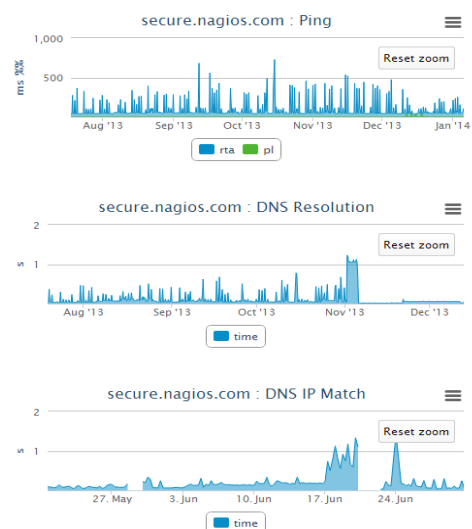 secure.nagios.com : Ping
1,000
Reset zoom
500
ms %%
Aug '13 Sep '13 Oct '13 Nov '13 Dec '13 Jan '14
rta pl
secure.nagios.com : DNS Resolution
2
Reset zoom
1
s
Aug '13 Sep '13 Oct '13 Nov '13 Dec '13
time
secure.nagios.com : DNS IP Match
2
Reset zoom
1
s
27. May 3. Jun 10. Jun 17. Jun 24. Jun
time